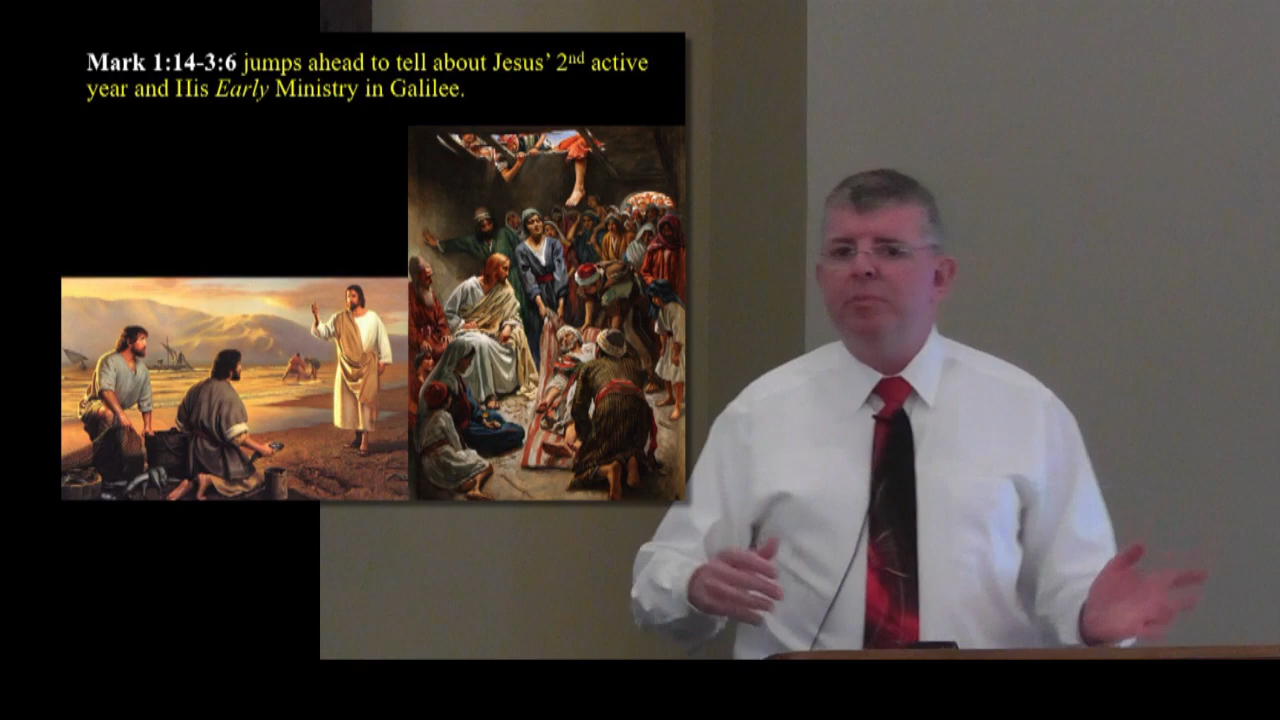 Mark 1:14-3:6 jumps ahead to tell about Jesus' 2nd active
year and His Early Ministry in Galilee.